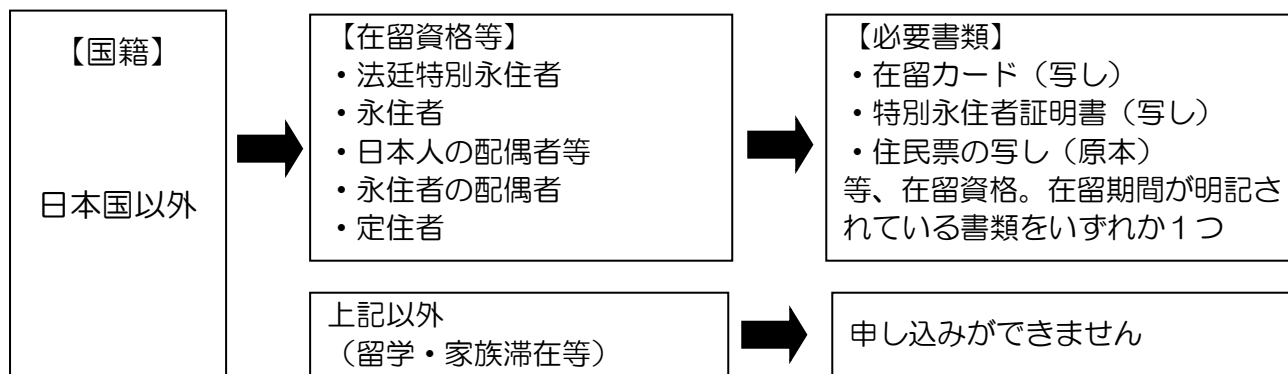 【国籍】
日本国以外
【在留資格等】
・法廷特別永住者
・永住者
・日本人の配偶者等
・永住者の配偶者
・定住者
【必要書類】
・在留カード（写し）
・特別永住者証明書（写し）
・住民票の写し（原本）
等、在留資格。在留期間が明記さ
れている書類をいずれか１つ
上記以外
（留学・家族滞在等）
申し込みができません